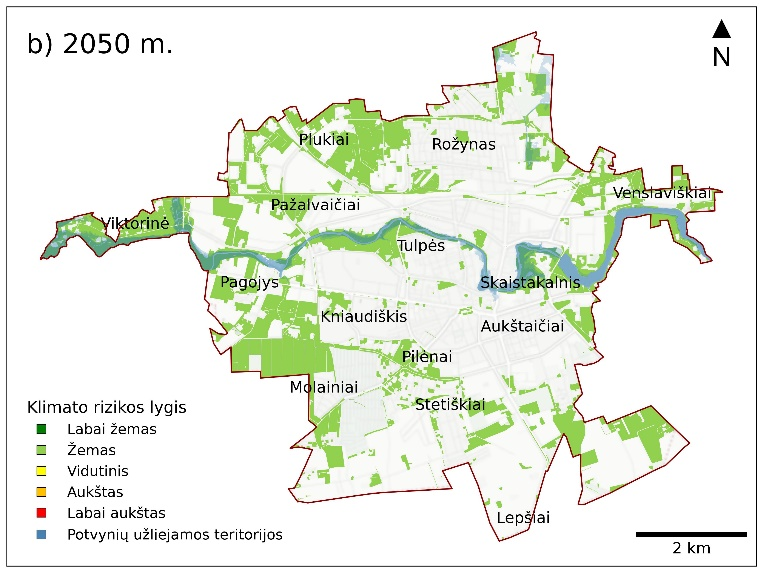 b) 2050 m.
N
Plukiai
Rožynas
Venslaviškiai
Pažalvaičiai
Viktorinė
Tulpės
Pagojys
Skaistakalnis
Kniaudiškis
Aukštaičiai
Pilėnai
Molainiai
Stetiškiai
Klimato rizikos lygis
Labai žemas
Žemas
Vidutinis
Aukštas
Labai aukštas
Potvynių užliejamos teritorijos
Lepšiai
2 km